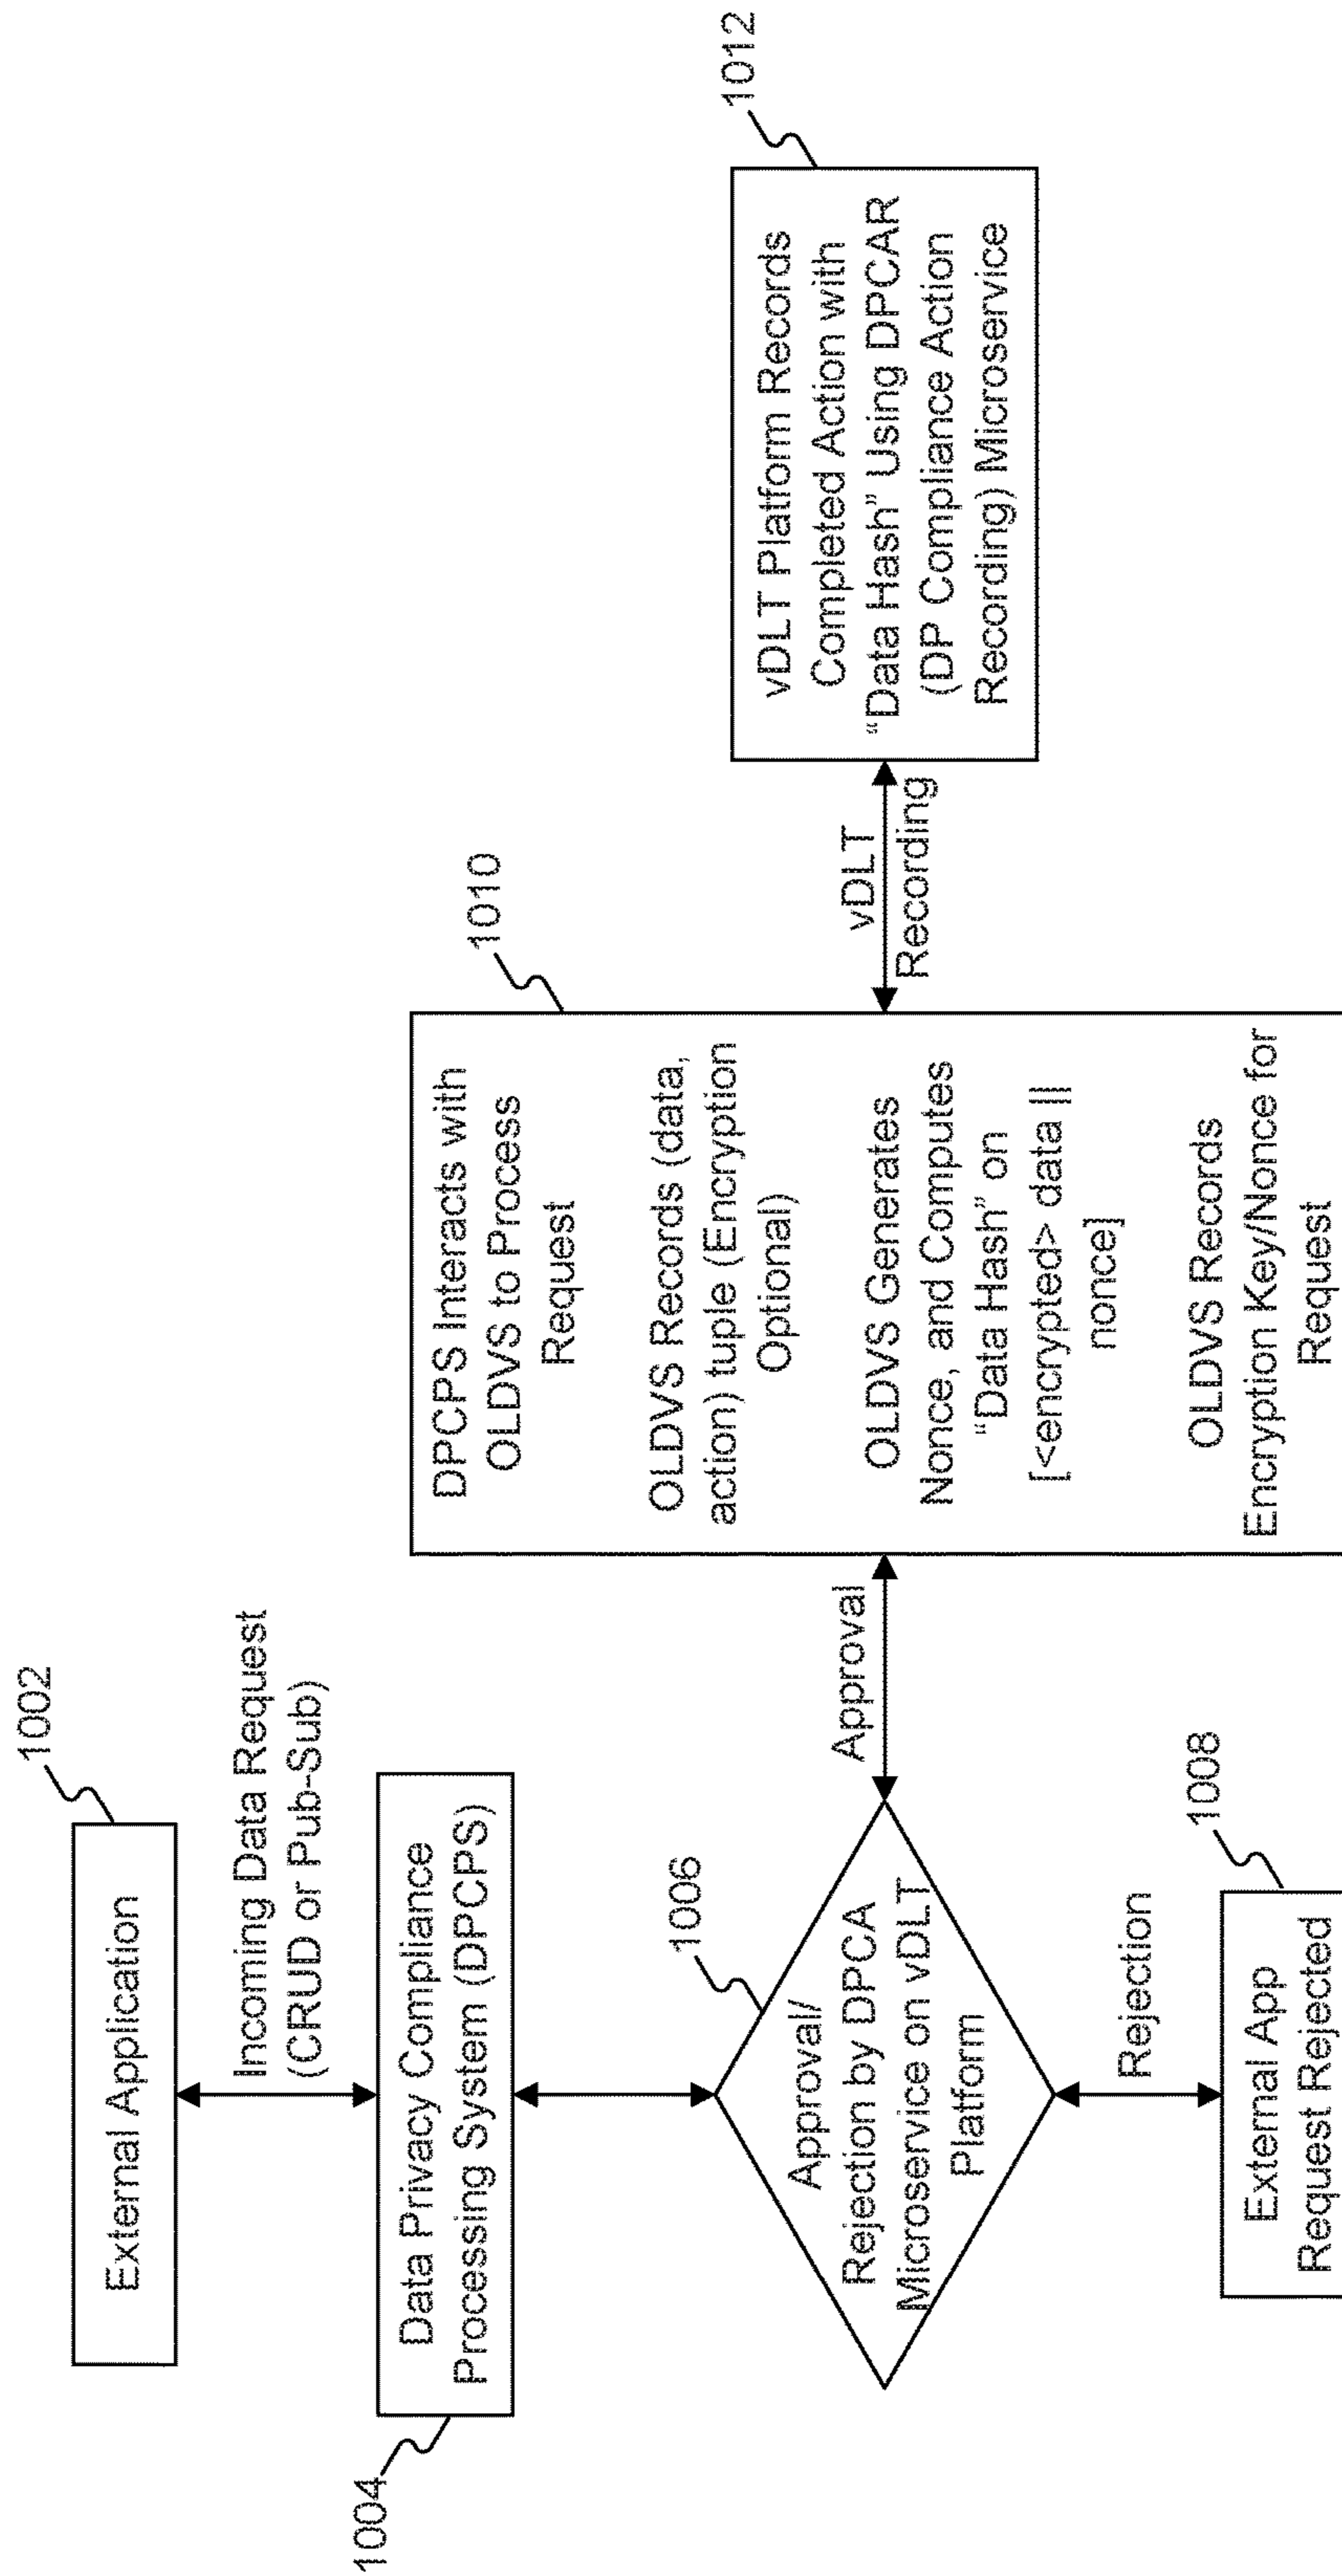 1002
External Application
Incoming Data Request
(CRUD or Pub-Sub)
1004
Data Privacy Compliance
Processing System (DPCPS)
1006
Approval/
Rejection by DPCA
Microservice on vDLT
Platform
Rejection
1008
External App
Request Rejected
Approval
1010
DPCPS Interacts with
OLDVS to Process
Request
OLDVS Records (data,
action) tuple (Encryption
Optional)
OLDVS Generates
Nonce, and Computes
“Data Hash” on
[<encrypted> data ||
nonce]
OLDVS Records
Encryption Key/Nonce for
Request
vDLT
Recording
1012
vDLT Platform Records
Completed Action with
“Data Hash” Using DPCAR
(DP Compliance Action
Recording) Microservice